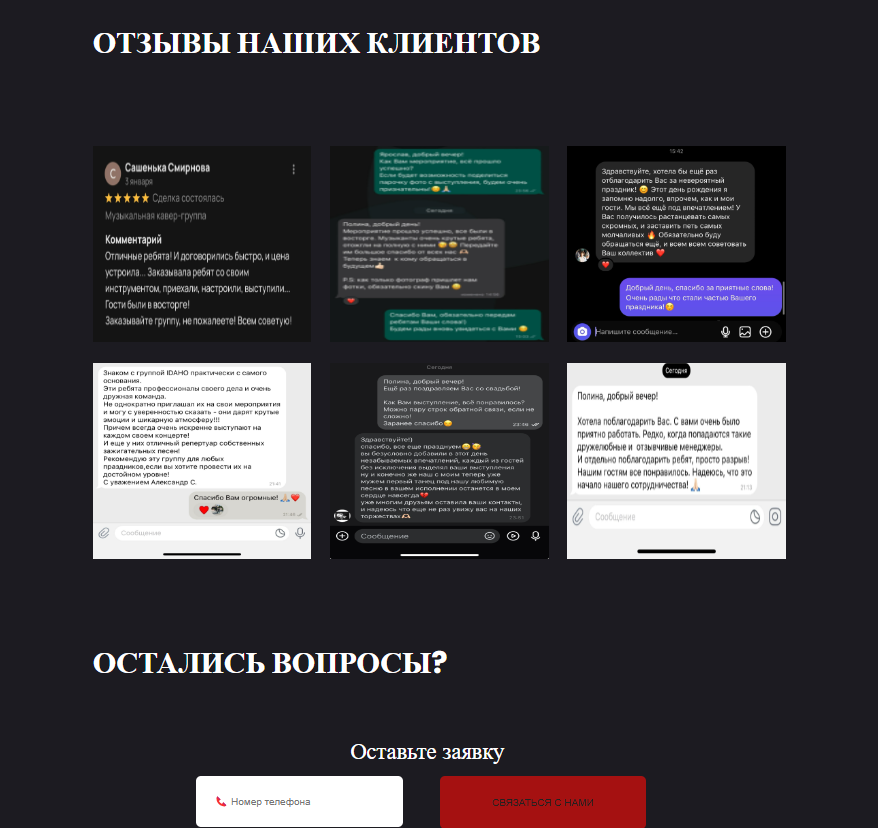 ОТЗЫВЫ НАШИХ КЛИЕНТОВ
С
Сашенька Смирнова
3 января
Сделка состоялась
Музыкальная кавер-группа
Комментарий
Отличные ребята! И договорились быстро, и цена
устроила... Заказывала ребят со своим
инструментом, приехали, настроили, выступили...
Гости были в восторге!
Заказывайте группу, не пожалеете! Всем советую!
Ярослав, добрый вечер!
Как Вам мероприятие, всё прошло
успешно?
Если будет возможность поделиться
парочку фото с выступления, будем очень
признательны!😊🙏🏻
Сегодня
Полина, добрый день!
Мероприятие прошло успешно, все были в
восторге. Музыканты очень крутые ребята,
отожгли на полную с ними 😄😄 Передайте
им большое спасибо от всех нас 🫶🏻
Теперь знаем к кому обращаться в
будущем👍🏻
P.S: как только фотограф пришлет нам
фотки, обязательно скину Вам 😊
❤️
Спасибо Вам, обязательно передам
ребятам Ваши слова!)
Будем рады вновь увидеться с Вами 😊
15:42
Здравствуйте, хотела бы ещё раз
отблагодарить Вас за невероятный
праздник! 😊 Этот день рождения я
запомню надолго, впрочем, как и мои
гости. Мы всё ещё под впечатлением! У
Вас получилось растанцевать самых
скромных, и заставить петь самых
молчаливых 🔥 Обязательно буду
обращаться ещё, и всем всем советовать
Ваш коллектив ❤️
❤️
Добрый день, спасибо за приятные слова!
Очень рады что стали частью Вашего
праздника!😊
Напишите сообщение...
Знаком с группой IDAHO практически с самого
основания.
Эти ребята профессионалы своего дела и очень
дружная команда.
Не однократно приглашал их на свои мероприятия
и могу с уверенностью сказать - они дарят крутые
эмоции и шикарную атмосферу!!!
Причем всегда очень искренне выступают на
каждом своем концерте!
И еще у них отличный репертуар собственных
зажигательных песен!
Рекомендую эту группу для любых
праздников,если вы хотите провести их на
достойном уровне!
С уважением Александр С.
Спасибо Вам огромные! 🙏🏻❤️
Сообщение
Сегодня
Полина, добрый вечер!
Ещё раз поздравляем Вас со свадьбой!
Как Вам выступление, всё понравилось?
Можно пару строк обратной связи, если не
сложно!
Заранее спасибо😊
Здравствуйте!)
спасибо, все еще празднуем😊😊
вы безусловно добавили в этот день
незабываемых впечатлений, каждый из гостей
без исключения выделял ваши выступления
ну и конечно же наш с моим теперь уже
мужем первый танец под нашу любимую
песню в вашем исполнении останется в моем
сердце навсегда❤️
уже многим друзьям оставила ваши контакты,
и надеюсь что еще не раз увижу вас на наших
торжествах🫶🏻
Сообщение
Сегодня
Полина, добрый вечер!
Хотела поблагодарить Вас. С вами очень было
приятно работать. Редко, когда попадаются такие
дружелюбные и отзывчивые менеджеры.
И отдельно поблагодарить ребят, просто разрыв!
Нашим гостям все понравилось. Надеюсь, что это
начало нашего сотрудничества! 🙏🏻
21:13
Сообщение
ОСТАЛИСЬ ВОПРОСЫ?
Оставьте заявку
📞 Номер телефона
СВЯЗАТЬСЯ С НАМИ